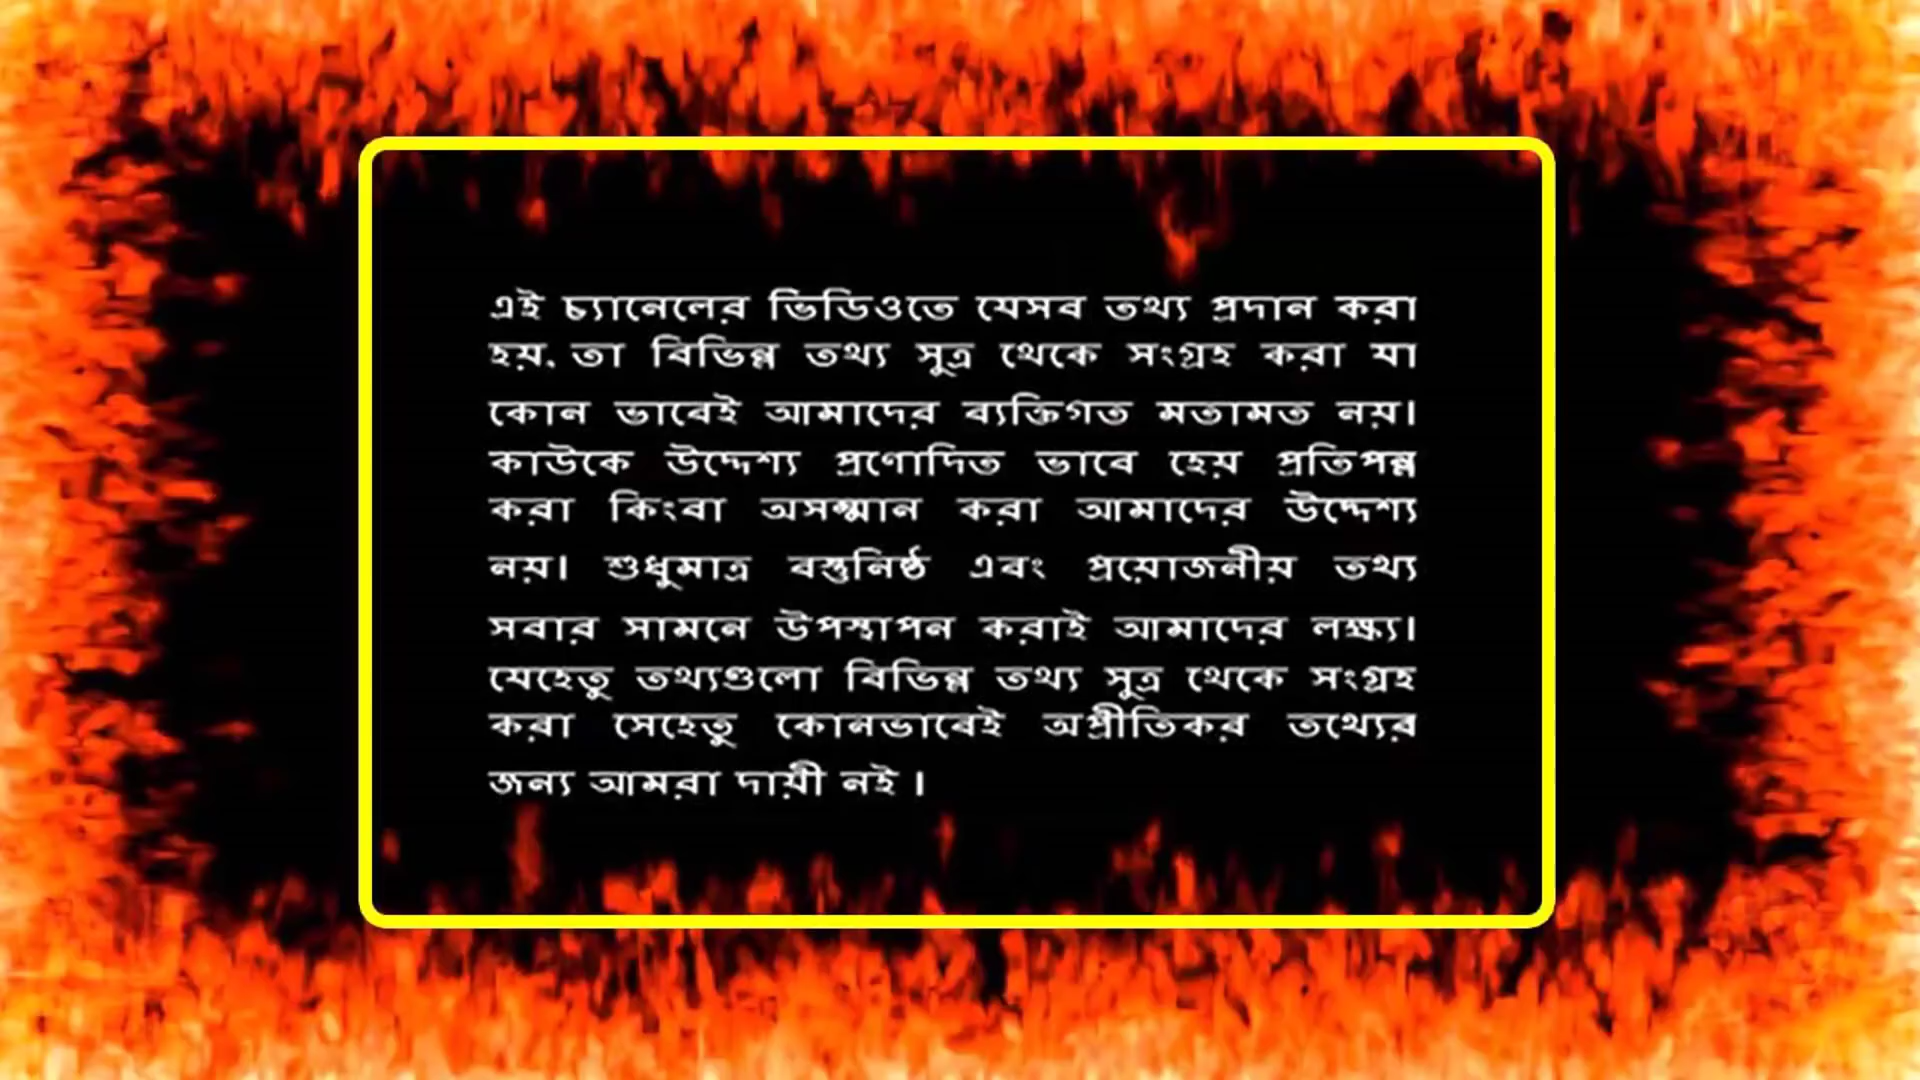 এই চ্যানেলের ভিডিওতে যেসব তথ্য প্রদান করা
হয়. তা বিভিন্ন তথ্য সুত্র থেকে সংগ্রহ করা যা
কোন ভাবেই আমাদের ব্যক্তিগত মতামত নয়।
কাউকে উদ্দেশ্য প্রণোদিত ভাবে হেয় প্রতিপন্ন
করা কিংবা অসম্মান করা আমাদের উদ্দেশ্য
নয়। শুধুমাত্র বস্তুনিষ্ঠ এবং প্রয়োজনীয় তথ্য
সবার সামনে উপস্থাপন করাই আমাদের লক্ষ্য।
যেহেতু তথ্যগুলো বিভিন্ন তথ্য সুত্র থেকে সংগ্রহ
করা সেহেতু কোনভাবেই অপ্রীতিকর তথ্যের
জন্য আমরা দায়ী নই ।